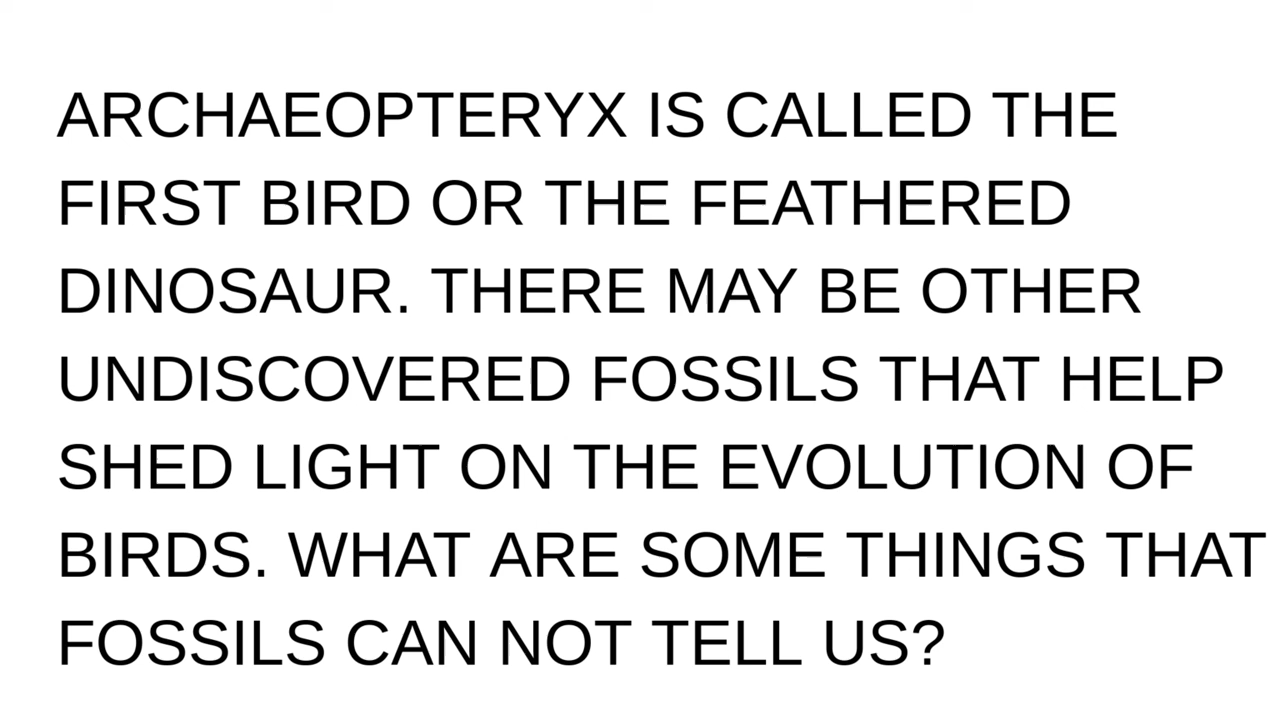 ARCHAEOPTERYX IS CALLED THE
FIRST BIRD OR THE FEATHERED
DINOSAUR. THERE MAY BE OTHER
UNDISCOVERED FOSSILS THAT HELP
SHED LIGHT ON THE EVOLUTION OF
BIRDS. WHAT ARE SOME THINGS THAT
FOSSILS CAN NOT TELL US?